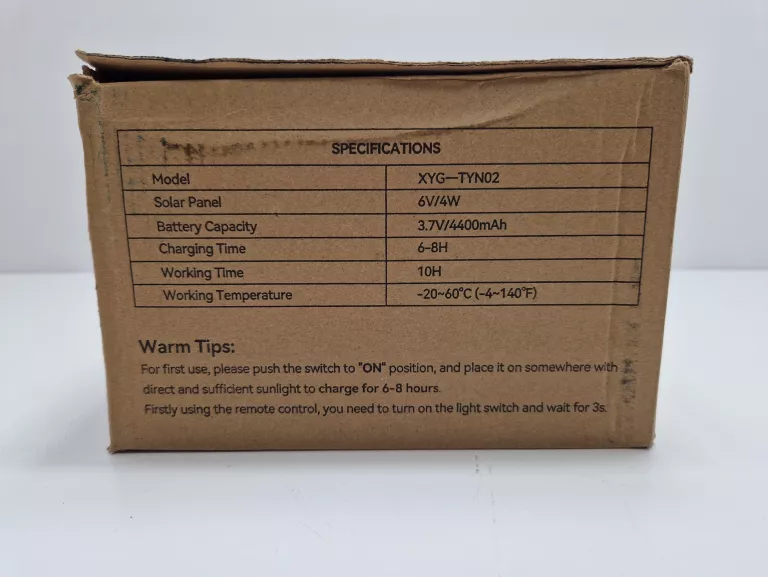 SPECIFICATIONS
Model XYG—TYN02
Solar Panel 6V/4W
Battery Capacity 3.7V/4400mAh
Charging Time 6-8H
Working Time 10H
Working Temperature -20~60°C (-4~140°F)
Warm Tips:
For first use, please push the switch to "ON" position, and place it on somewhere with
direct and sufficient sunlight to charge for 6-8 hours.
Firstly using the remote control, you need to turn on the light switch and wait for 3s.